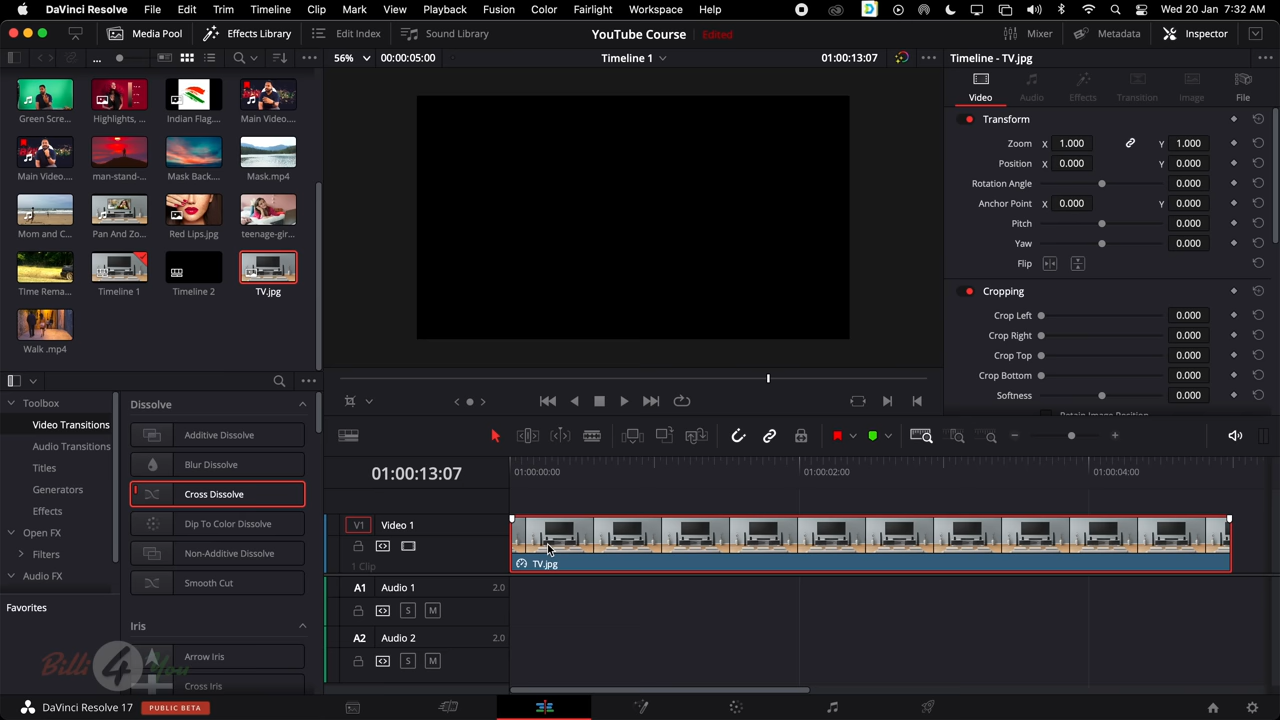 DaVinci Resolve File Edit Trim Timeline Clip Mark View Playback Fusion Color Fairlight Workspace Help Wed 20 Jan 7:32 AM
Media Pool Effects Library Edit Index Sound Library YouTube Course Edited Mixer Metadata Inspector
... 56% 00:00:05:00 Timeline 1 01:00:13:07 ... Timeline - TV.jpg ...
Video Audio Effects Transition Image File
Green Scre... Highlights, ... Indian Flag.... Main Video....
Main Video.... man-stand-... Mask Back.... Mask.mp4
Mom and C... Pan And Zo... Red Lips.jpg teenage-gir...
TIme Rema... Timeline 1 Timeline 2 TV.jpg
Walk .mp4
Transform
Zoom X 1.000 Y 1.000
Position X 0.000 Y 0.000
Rotation Angle 0.000
Anchor Point X 0.000 Y 0.000
Pitch 0.000
Yaw 0.000
Flip
Cropping
Crop Left 0.000
Crop Right 0.000
Crop Top 0.000
Crop Bottom 0.000
Softness 0.000
Retain Image Position
Toolbox
Video Transitions
Audio Transitions
Titles
Generators
Effects
Open FX
Filters
Audio FX
Favorites
Dissolve
Additive Dissolve
Blur Dissolve
Cross Dissolve
Dip To Color Dissolve
Non-Additive Dissolve
Smooth Cut
Iris
Arrow Iris
Cross Iris
01:00:13:07 01:00:00:00 01:00:02:00 01:00:04:00
V1 Video 1
1 Clip
TV.jpg
A1 Audio 1 2.0
S M
A2 Audio 2 2.0
S M
Billi 4 You
DaVinci Resolve 17 PUBLIC BETA